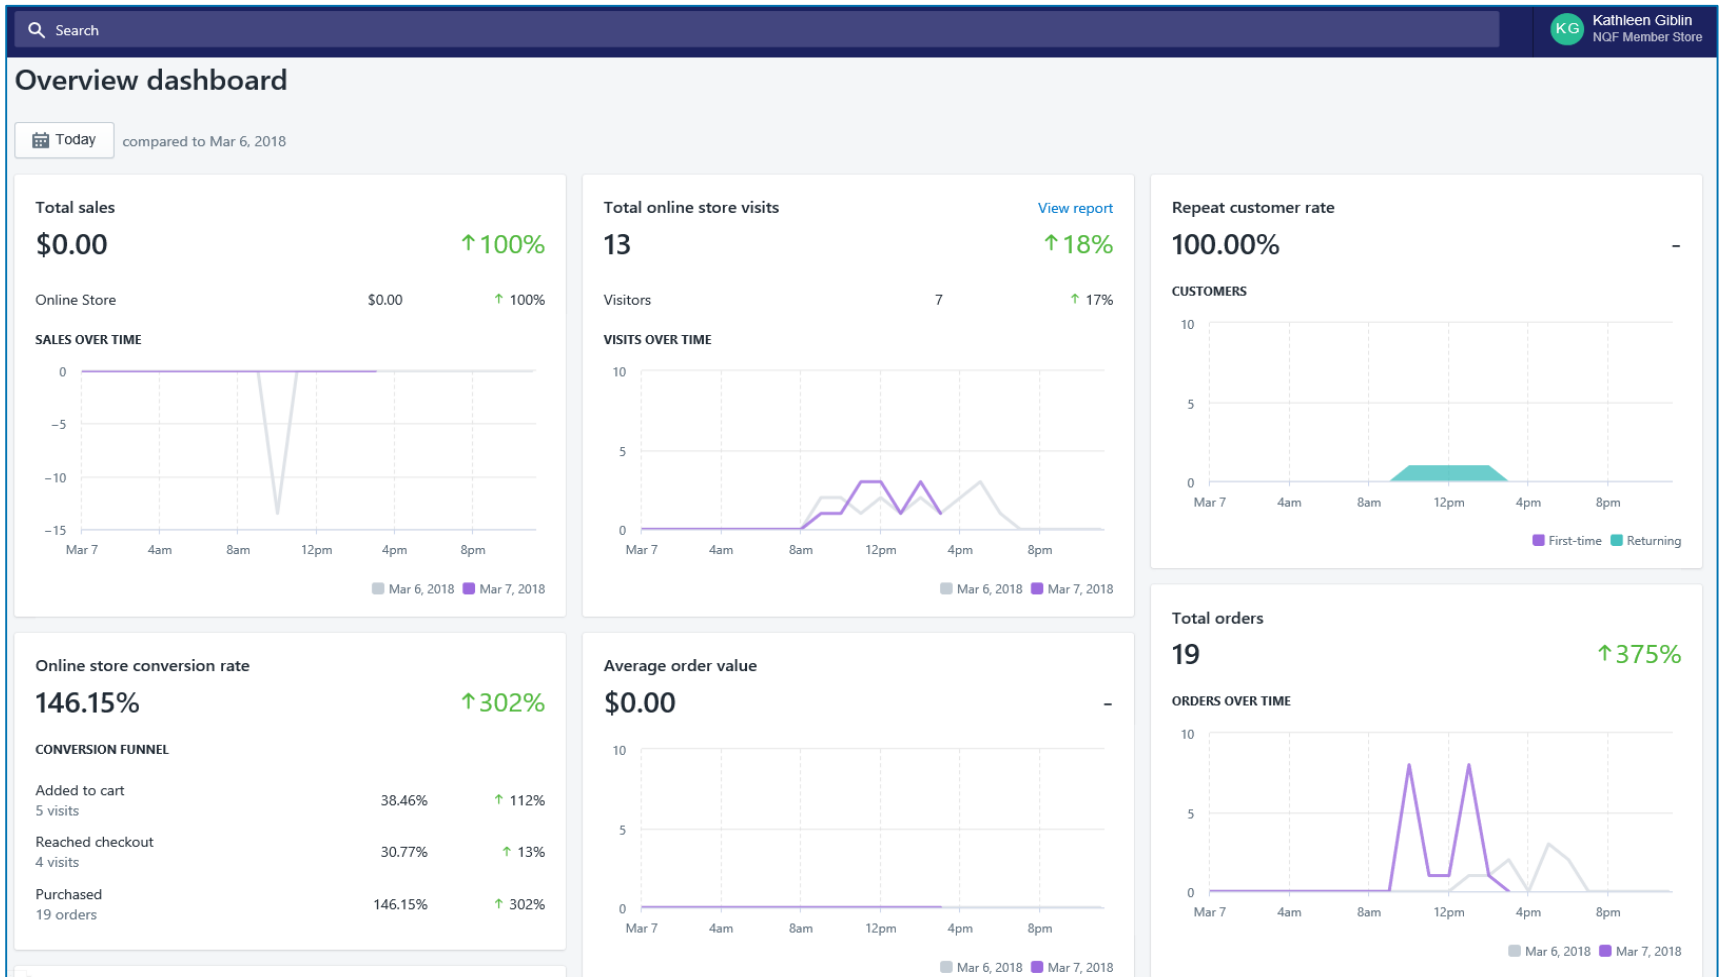 Search
KG
Kathleen Giblin
NQF Member Store
Overview dashboard
Today compared to Mar 6, 2018
Total sales
$0.00 ↑100%
Online Store $0.00 ↑ 100%
SALES OVER TIME
0
−5
−10
−15
Mar 7 4am 8am 12pm 4pm 8pm
Mar 6, 2018 Mar 7, 2018
Total online store visits View report
13 ↑18%
Visitors 7 ↑ 17%
VISITS OVER TIME
10
5
0
Mar 7 4am 8am 12pm 4pm 8pm
Mar 6, 2018 Mar 7, 2018
Repeat customer rate
100.00% -
CUSTOMERS
10
5
0
Mar 7 4am 8am 12pm 4pm 8pm
First-time Returning
Online store conversion rate
146.15% ↑302%
CONVERSION FUNNEL
Added to cart 38.46% ↑ 112%
5 visits
Reached checkout 30.77% ↑ 13%
4 visits
Purchased 146.15% ↑ 302%
19 orders
Average order value
$0.00 -
10
5
0
Mar 7 4am 8am 12pm 4pm 8pm
Mar 6, 2018 Mar 7, 2018
Total orders
19 ↑375%
ORDERS OVER TIME
10
5
0
Mar 7 4am 8am 12pm 4pm 8pm
Mar 6, 2018 Mar 7, 2018